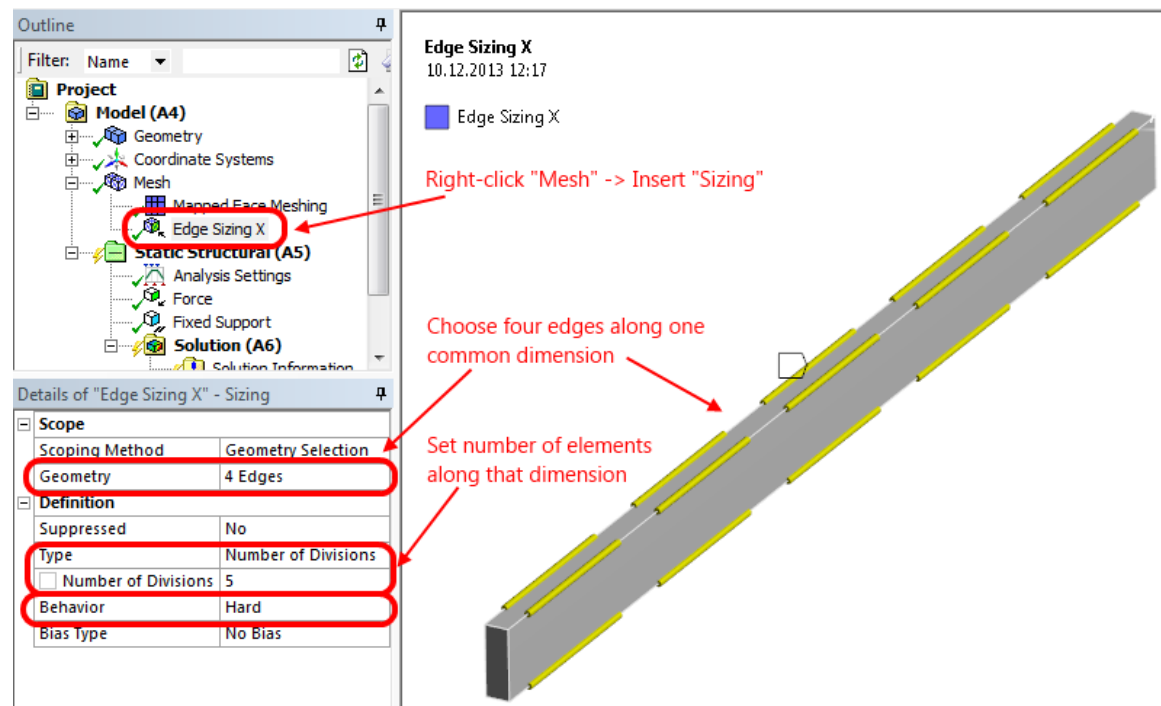 Outline
Filter: Name
Project
Model (A4)
Geometry
Coordinate Systems
Mesh
Mapped Face Meshing
Edge Sizing X
Static Structural (A5)
Analysis Settings
Force
Fixed Support
Solution (A6)
Solution Information
Details of "Edge Sizing X" - Sizing
Scope
Scoping Method Geometry Selection
Geometry 4 Edges
Definition
Suppressed No
Type Number of Divisions
Number of Divisions 5
Behavior Hard
Bias Type No Bias
Edge Sizing X
10.12.2013 12:17
Edge Sizing X
Right-click "Mesh" -> Insert "Sizing"
Choose four edges along one
common dimension
Set number of elements
along that dimension